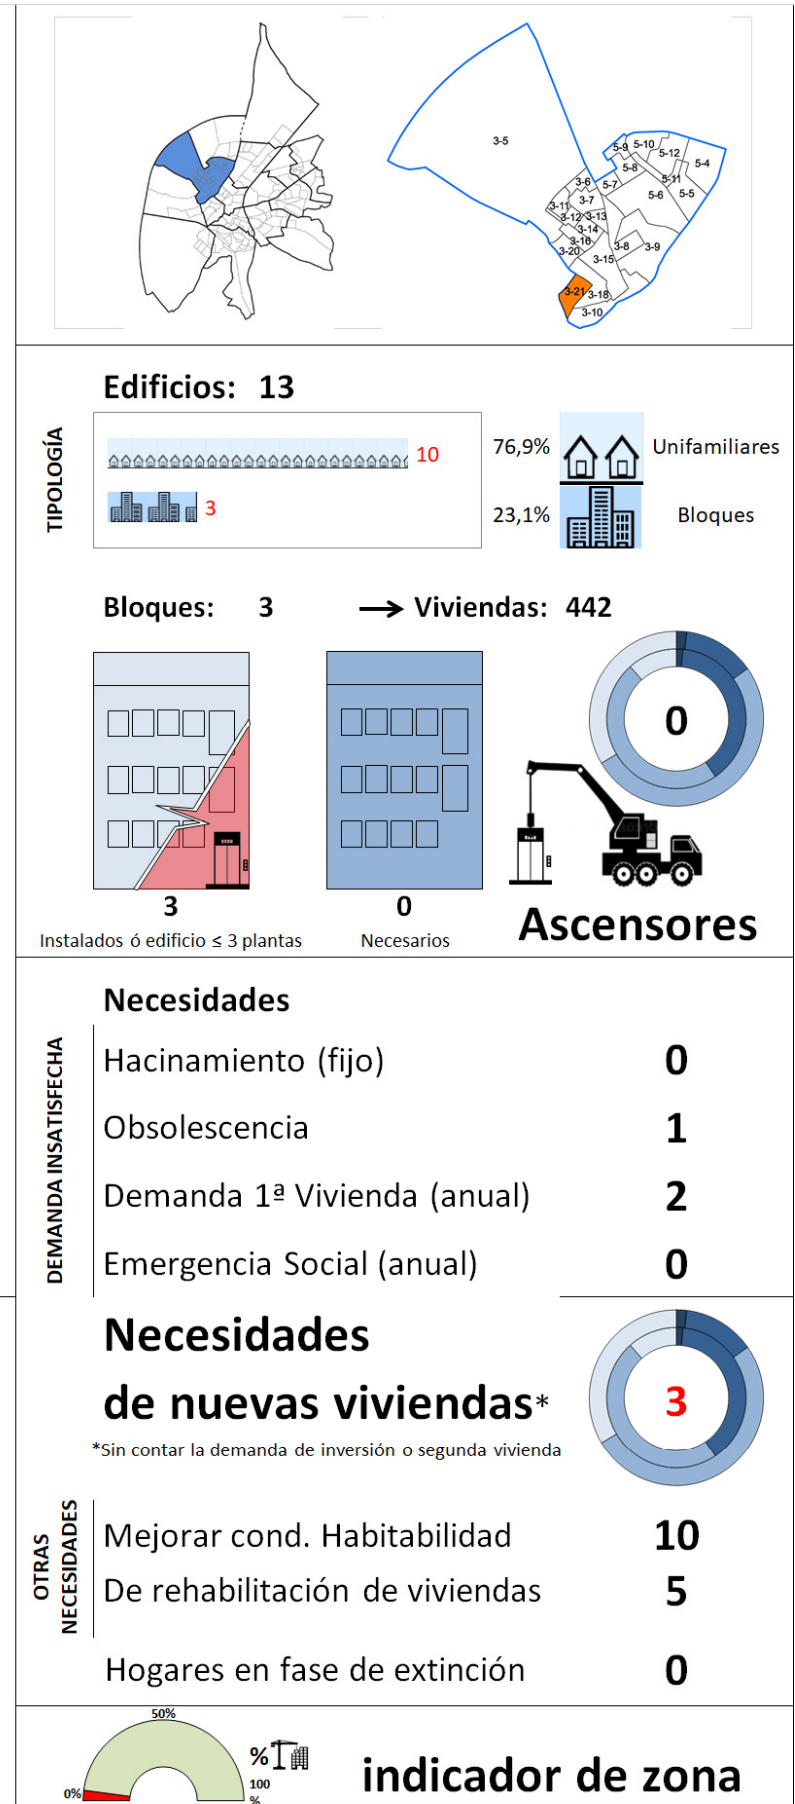 3-5
5-9
5-10
5-12
5-4
5-8
5-11
3-6
5-7
5-6
5-5
3-7
3-11
3-12
3-13
3-14
3-16
3-20
3-8
3-9
3-15
3-21
3-18
3-10
Edificios: 13
TIPOLOGÍA
10
76,9%
Unifamiliares
3
23,1%
Bloques
Bloques: 3
Viviendas: 442
0
3
0
Instalados ó edificio ≤ 3 plantas
Necesarios
Ascensores
DEMANDA INSATISFECHA
Necesidades
Hacinamiento (fijo) 0
Obsolescencia 1
Demanda 1ª Vivienda (anual) 2
Emergencia Social (anual) 0
Necesidades
de nuevas viviendas*
3
*Sin contar la demanda de inversión o segunda vivienda
OTRAS
NECESIDADES
Mejorar cond. Habitabilidad 10
De rehabilitación de viviendas 5
Hogares en fase de extinción 0
50%
%
0%
100
%
indicador de zona